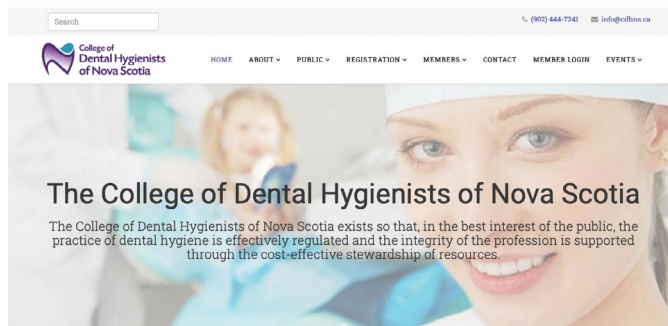 Search
(902) 444-7241 info@cdhns.ca
College of
Dental Hygienists
of Nova Scotia
HOME ABOUT PUBLIC REGISTRATION MEMBERS CONTACT MEMBER LOGIN EVENTS
The College of Dental Hygienists of Nova Scotia
The College of Dental Hygienists of Nova Scotia exists so that, in the best interest of the public, the
practice of dental hygiene is effectively regulated and the integrity of the profession is supported
through the cost-effective stewardship of resources.